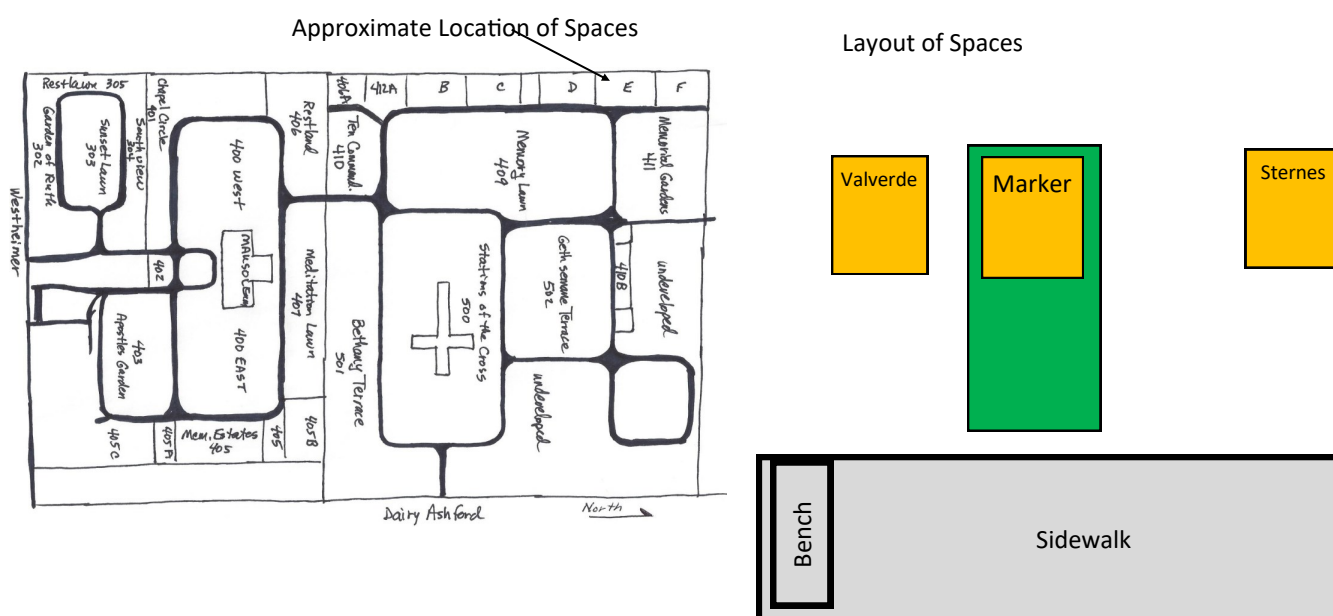 Approximate Location of Spaces
Layout of Spaces
Restlawn 305
Chapel Circle
401
406A
412A
B
C
D
E
F
Garden of Ruth
302
Sunset Lawn
303
South view
304
400 West
Restland
406
Ten Command.
410
Memory Lawn
409
Memorial Gardens
411
Westheimer
402
MAUSOLEUM
Meditation Lawn
407
Stations of the Cross
500
Gethsemane Terrace
502
410B
undeveloped
403
Apostles Garden
400 EAST
Bethany Terrace
501
undeveloped
405C
405A
Mem. Estates
405
405
405B
Dairy Ashford
North
Valverde
Marker
Sternes
Bench
Sidewalk